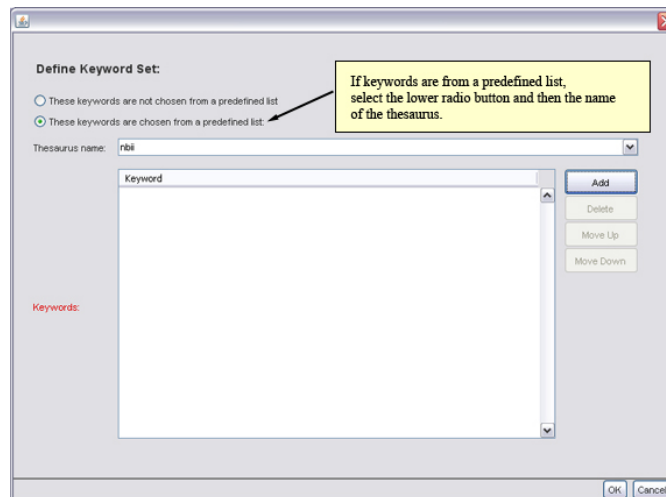 Define Keyword Set:
If keywords are from a predefined list,
select the lower radio button and then the name
of the thesaurus.
These keywords are not chosen from a predefined list
These keywords are chosen from a predefined list:
Thesaurus name:
nbii
Keyword
Add
Delete
Move Up
Move Down
Keywords:
OK
Cancel